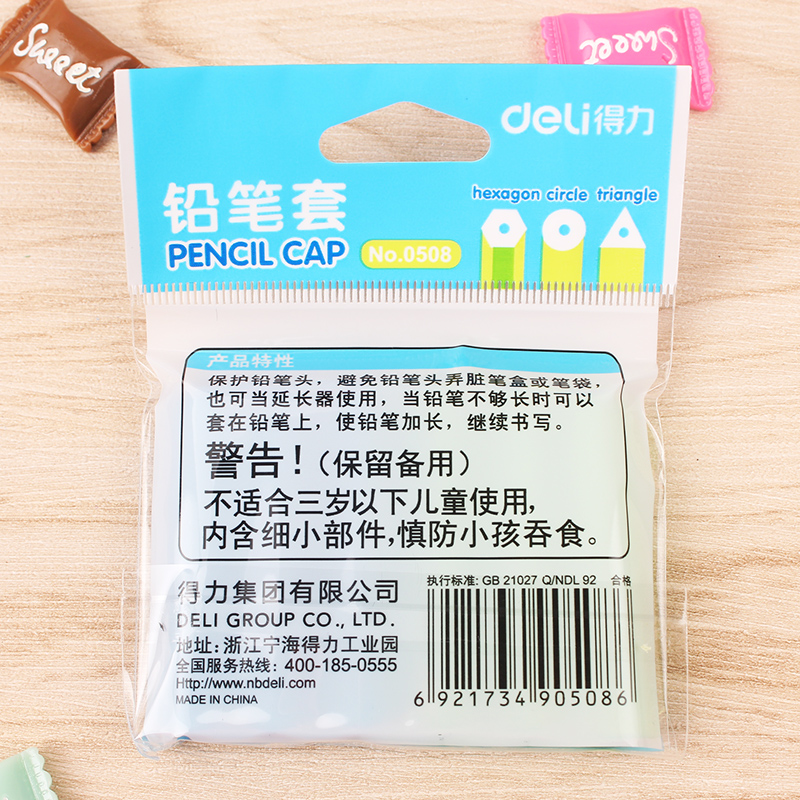 Sweet
Sweet
deli得力
铅笔套
PENCIL CAP
No.0508
hexagon circle triangle
产品特性
保护铅笔头，避免铅笔头弄脏笔盒或笔袋，
也可当延长器使用，当铅笔不够长时可以
套在铅笔上，使铅笔加长，继续书写。
警告！（保留备用）
不适合三岁以下儿童使用，
内含细小部件，慎防小孩吞食。
得力集团有限公司
DELI GROUP CO., LTD.
地址：浙江宁海得力工业园
全国服务热线：400-185-0555
Http://www.nbdeli.com
MADE IN CHINA
执行标准: GB 21027 Q/NDL 92 合格
6 921734 905086